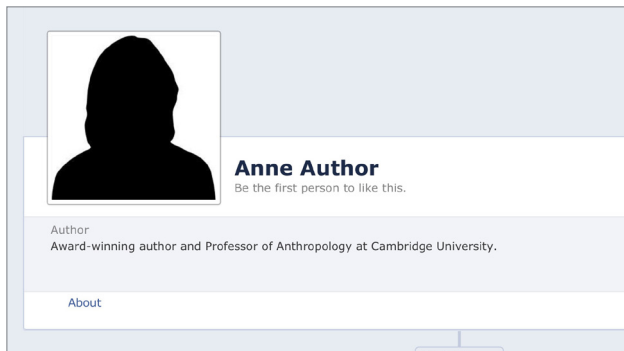 Anne Author
Be the first person to like this.
Author
Award-winning author and Professor of Anthropology at Cambridge University.
About